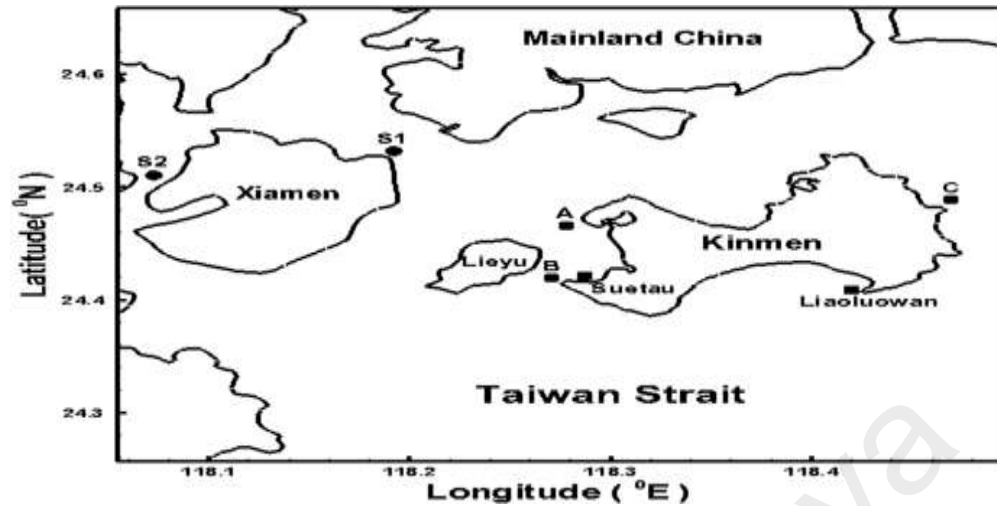 Mainland China
24.6
S1
S2
24.5
Xiamen
C
A
Kinmen
Lieyu
B
Suetau
Liaoluowan
24.4
Latitude(⁰N)
Taiwan Strait
24.3
118.1
118.2
118.3
118.4
Longitude ( ⁰E )